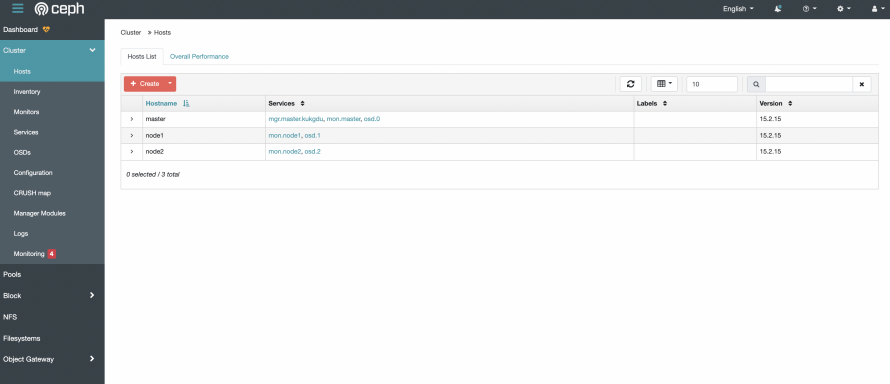 ceph
English
Dashboard
Cluster
Hosts
Inventory
Monitors
Services
OSDs
Configuration
CRUSH map
Manager Modules
Logs
Monitoring 4
Pools
Block
NFS
Filesystems
Object Gateway
Cluster » Hosts
Hosts List Overall Performance
+ Create 10
Hostname Services Labels Version
master mgr.master.kukgdu, mon.master, osd.0 15.2.15
node1 mon.node1, osd.1 15.2.15
node2 mon.node2, osd.2 15.2.15
0 selected / 3 total